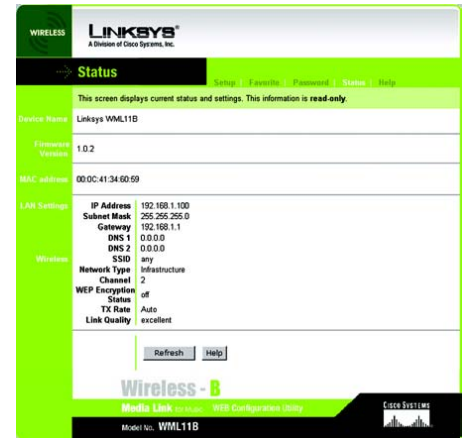 WIRELESS
LINKSYS®
A Division of Cisco Systems, Inc.
Status
Setup | Favorite | Password | Status | Help
This screen displays current status and settings. This information is read-only.
Device Name Linksys WML11B
Firmware Version 1.0.2
MAC address 00:0C:41:34:60:59
LAN Settings IP Address 192.168.1.100
Subnet Mask 255.255.255.0
Gateway 192.168.1.1
DNS 1 0.0.0.0
DNS 2 0.0.0.0
Wireless SSID any
Network Type Infrastructure
Channel 2
WEP Encryption Status off
TX Rate Auto
Link Quality excellent
Refresh Help
Wireless - B
Media Link for Music WEB Configuration Utility
CISCO SYSTEMS
Model No. WML11B